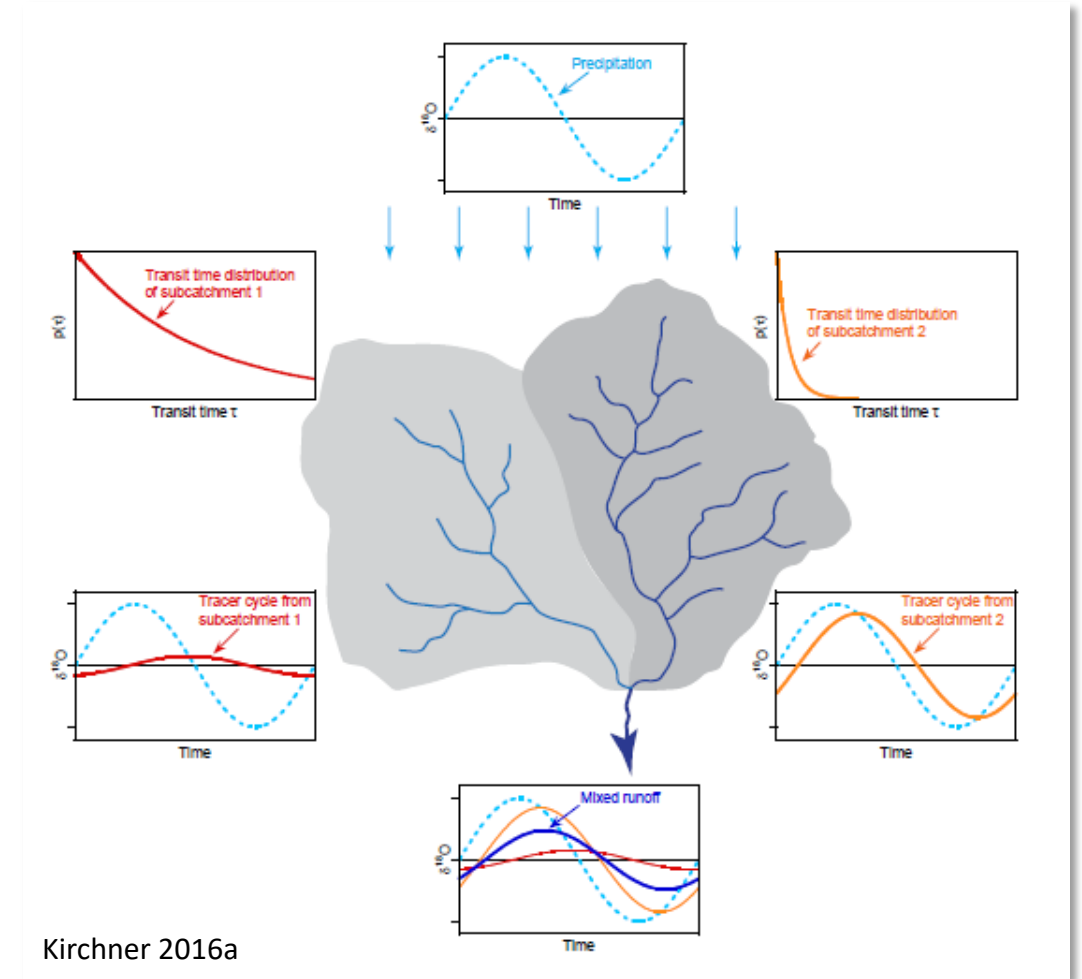 Precipitation
δ¹⁸O
Time
Transit time distribution
of subcatchment 1
p(τ)
Transit time τ
Transit time distribution
of subcatchment 2
p(τ)
Transit time τ
Tracer cycle from
subcatchment 1
δ¹⁸O
Time
Tracer cycle from
subcatchment 2
δ¹⁸O
Time
Mixed runoff
δ¹⁸O
Time
Kirchner 2016a